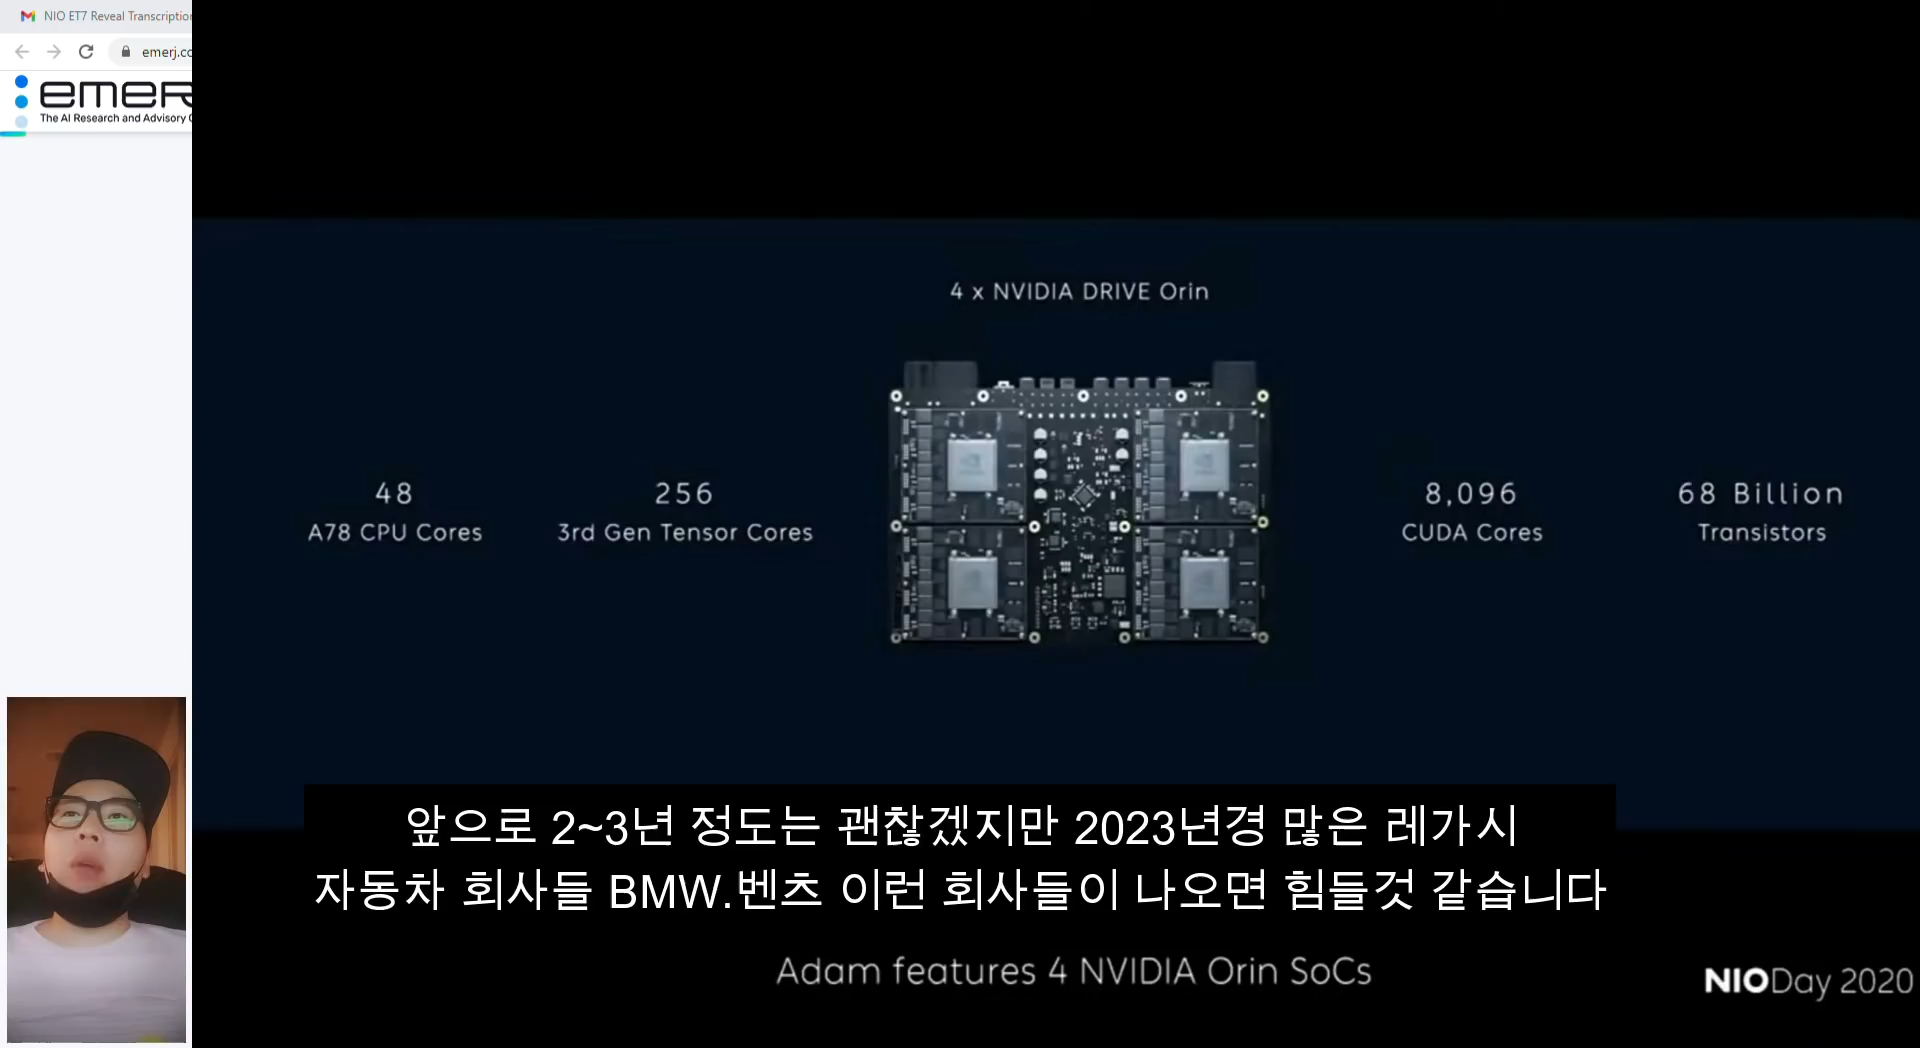 NIO ET7 Reveal Transcription
emerj.co
emerj
The AI Research and Advisory
4 x NVIDIA DRIVE Orin
48
A78 CPU Cores
256
3rd Gen Tensor Cores
8,096
CUDA Cores
68 Billion
Transistors
앞으로 2~3년 정도는 괜찮겠지만 2023년경 많은 레가시
자동차 회사들 BMW.벤츠 이런 회사들이 나오면 힘들것 같습니다
Adam features 4 NVIDIA Orin SoCs
NIODay 2020